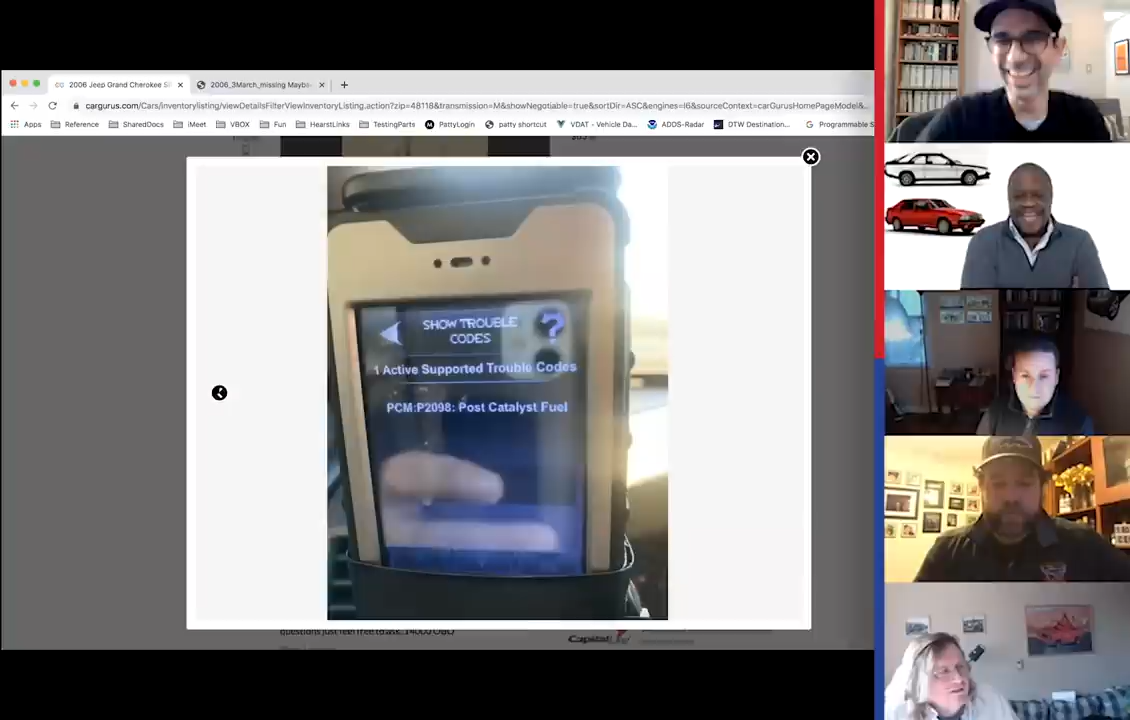 2006 Jeep Grand Cherokee S
2006_3March_missing Maybe
cargurus.com/Cars/inventorylisting/viewDetailsFilterViewInventoryListing.action?zip=48118&transmission=M&showNegotiable=true&sortDir=ASC&engines=I6&sourceContext=carGurusHomePageModel&...
Apps Reference SharedDocs iMeet VBOX Fun HearstLinks TestingParts PattyLogin patty shortcut VDAT - Vehicle Da... ADDS-Radar DTW Destination... Programmable S
SHOW TROUBLE
CODES
?
1 Active Supported Trouble Codes
PCM:P2098: Post Catalyst Fuel
questions just feel free to ask. 14000 OBO